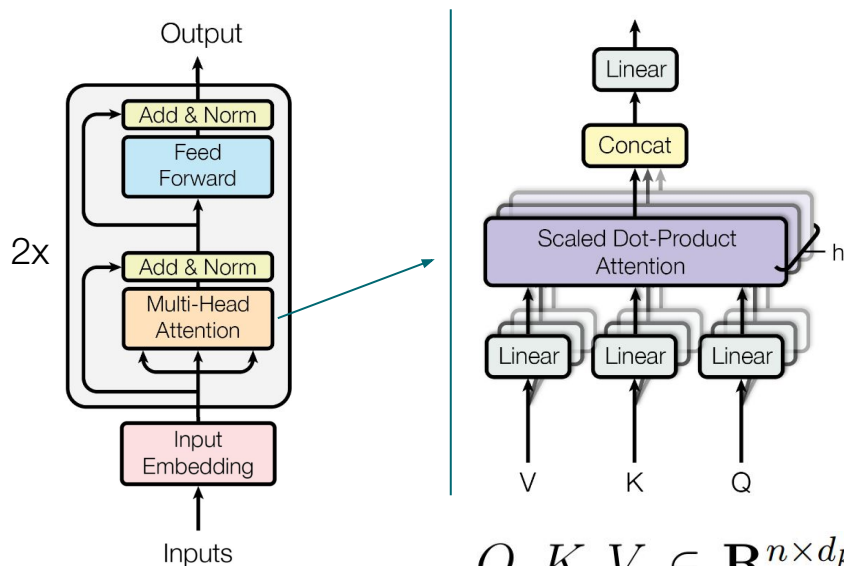 Output
Add & Norm
Feed
Forward
2x
Add & Norm
Multi-Head
Attention
Input
Embedding
Inputs
Linear
Concat
Scaled Dot-Product
Attention
h
Linear
Linear
Linear
V
K
Q
Q, K, V ∈ R^{n×d